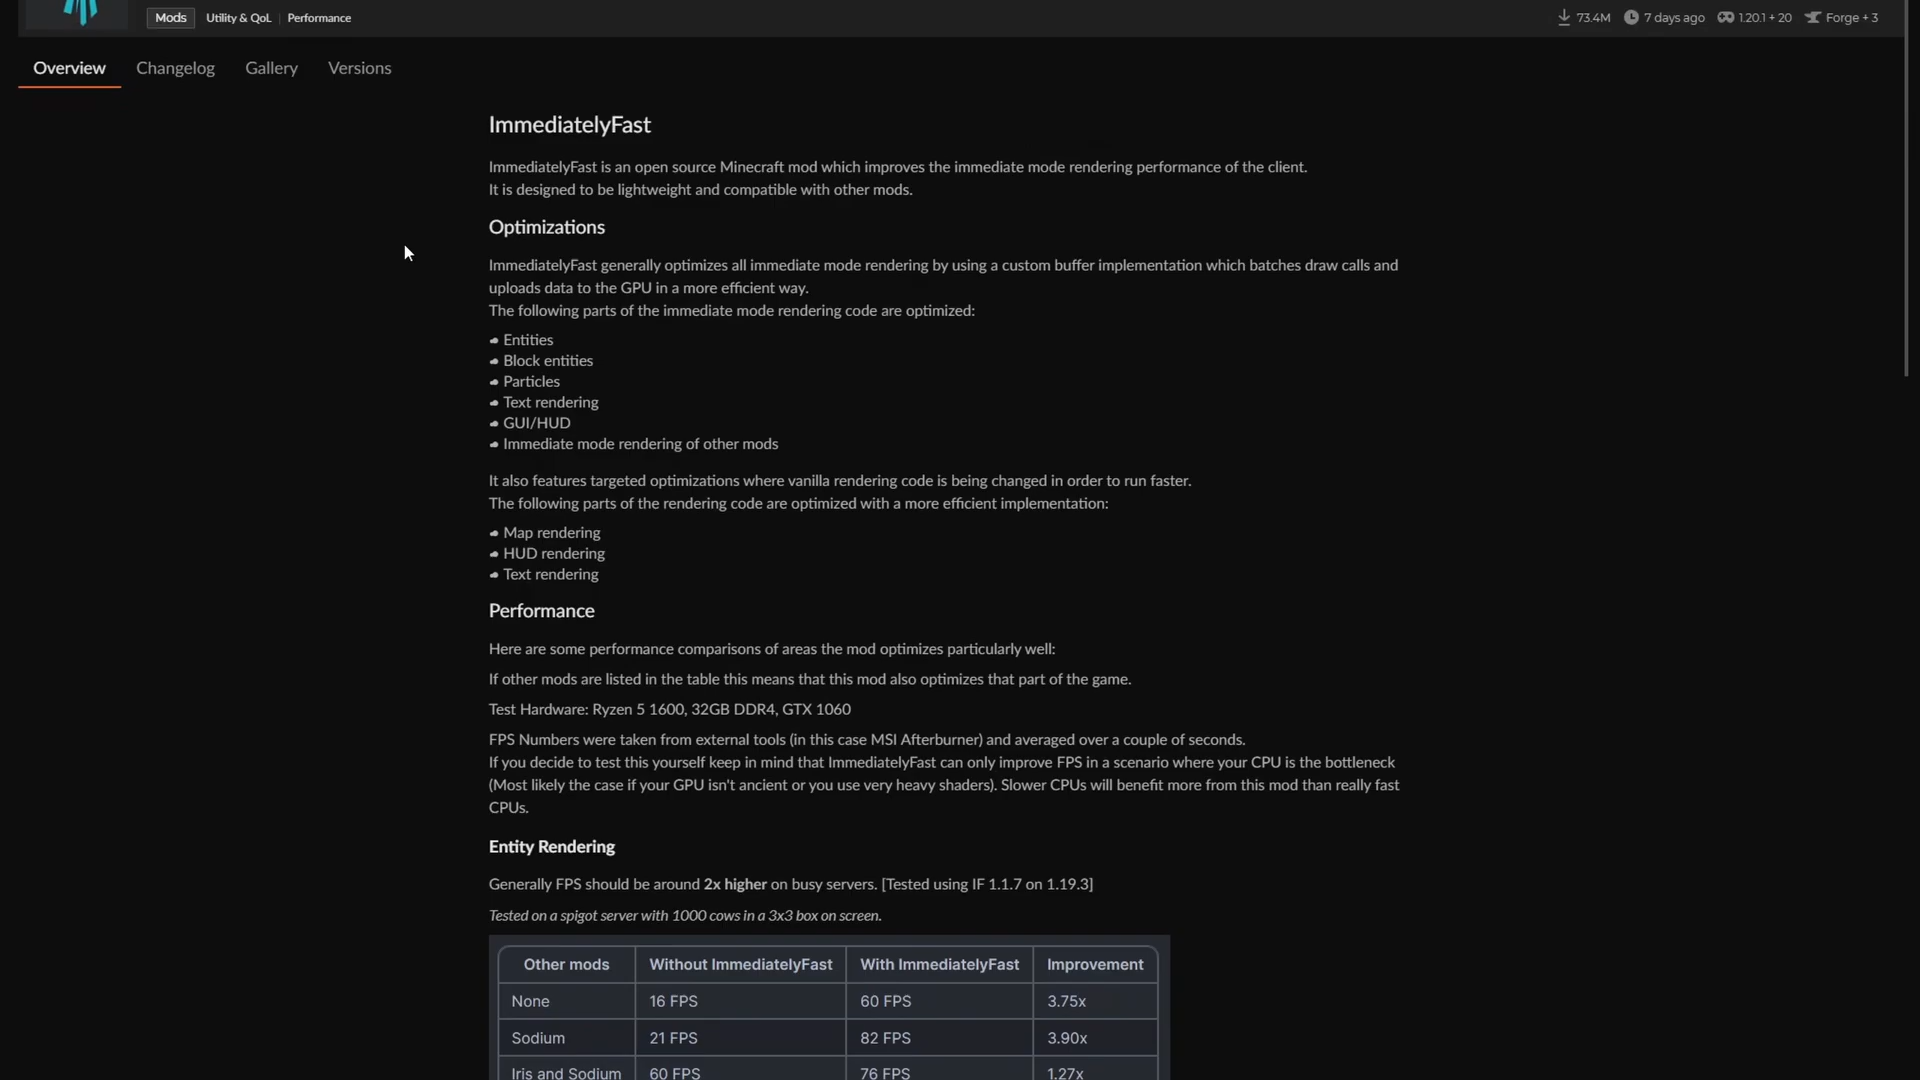 Mods Utility & QoL Performance 73.4M 7 days ago 1.20.1 + 20 Forge + 3
Overview Changelog Gallery Versions
ImmediatelyFast
ImmediatelyFast is an open source Minecraft mod which improves the immediate mode rendering performance of the client.
It is designed to be lightweight and compatible with other mods.
Optimizations
ImmediatelyFast generally optimizes all immediate mode rendering by using a custom buffer implementation which batches draw calls and
uploads data to the GPU in a more efficient way.
The following parts of the immediate mode rendering code are optimized:
Entities
Block entities
Particles
Text rendering
GUI/HUD
Immediate mode rendering of other mods
It also features targeted optimizations where vanilla rendering code is being changed in order to run faster.
The following parts of the rendering code are optimized with a more efficient implementation:
Map rendering
HUD rendering
Text rendering
Performance
Here are some performance comparisons of areas the mod optimizes particularly well:
If other mods are listed in the table this means that this mod also optimizes that part of the game.
Test Hardware: Ryzen 5 1600, 32GB DDR4, GTX 1060
FPS Numbers were taken from external tools (in this case MSI Afterburner) and averaged over a couple of seconds.
If you decide to test this yourself keep in mind that ImmediatelyFast can only improve FPS in a scenario where your CPU is the bottleneck
(Most likely the case if your GPU isn't ancient or you use very heavy shaders). Slower CPUs will benefit more from this mod than really fast
CPUs.
Entity Rendering
Generally FPS should be around 2x higher on busy servers. [Tested using IF 1.1.7 on 1.19.3]
Tested on a spigot server with 1000 cows in a 3x3 box on screen.
Other mods Without ImmediatelyFast With ImmediatelyFast Improvement
None 16 FPS 60 FPS 3.75x
Sodium 21 FPS 82 FPS 3.90x
Iris and Sodium 60 FPS 76 FPS 1.27x